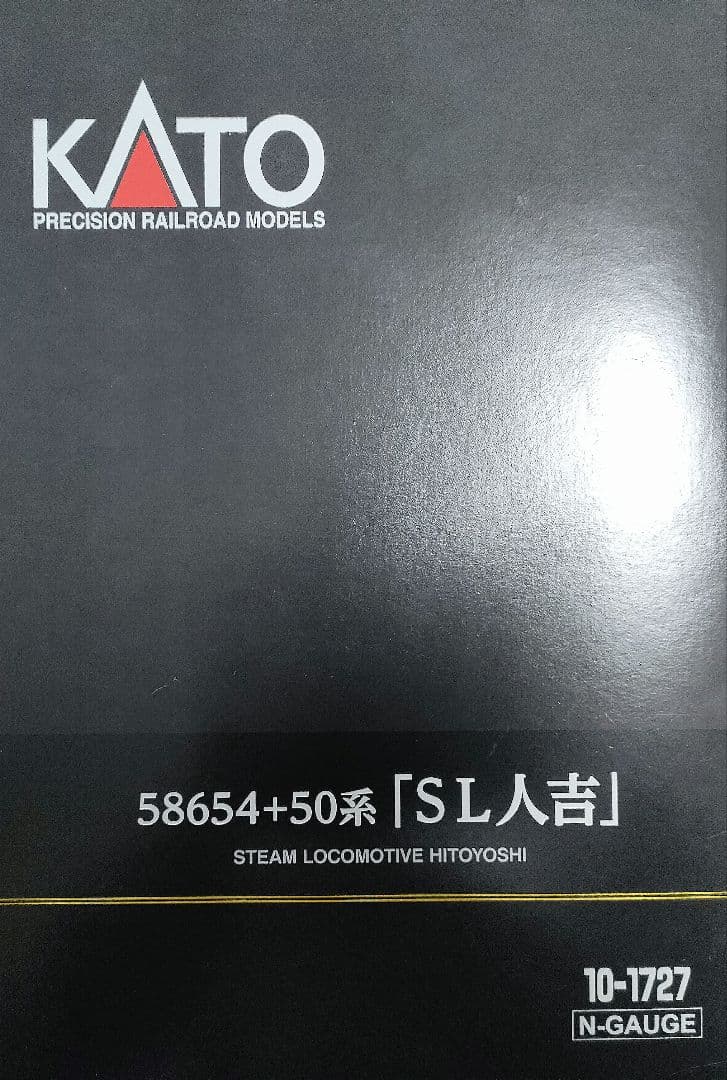 KATO
PRECISION RAILROAD MODELS
58654+50系「ＳＬ人吉」
STEAM LOCOMOTIVE HITOYOSHI
10-1727
N-GAUGE